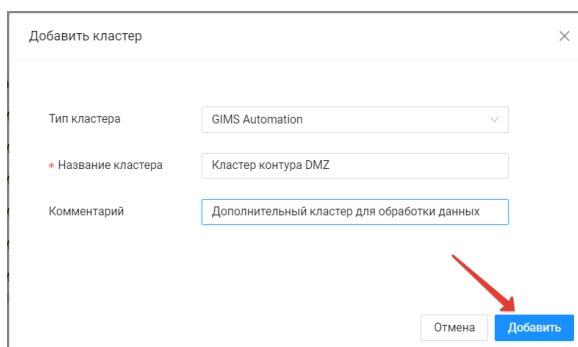 Добавить кластер
Тип кластера GIMS Automation
* Название кластера Кластер контура DMZ
Комментарий Дополнительный кластер для обработки данных
Отмена Добавить